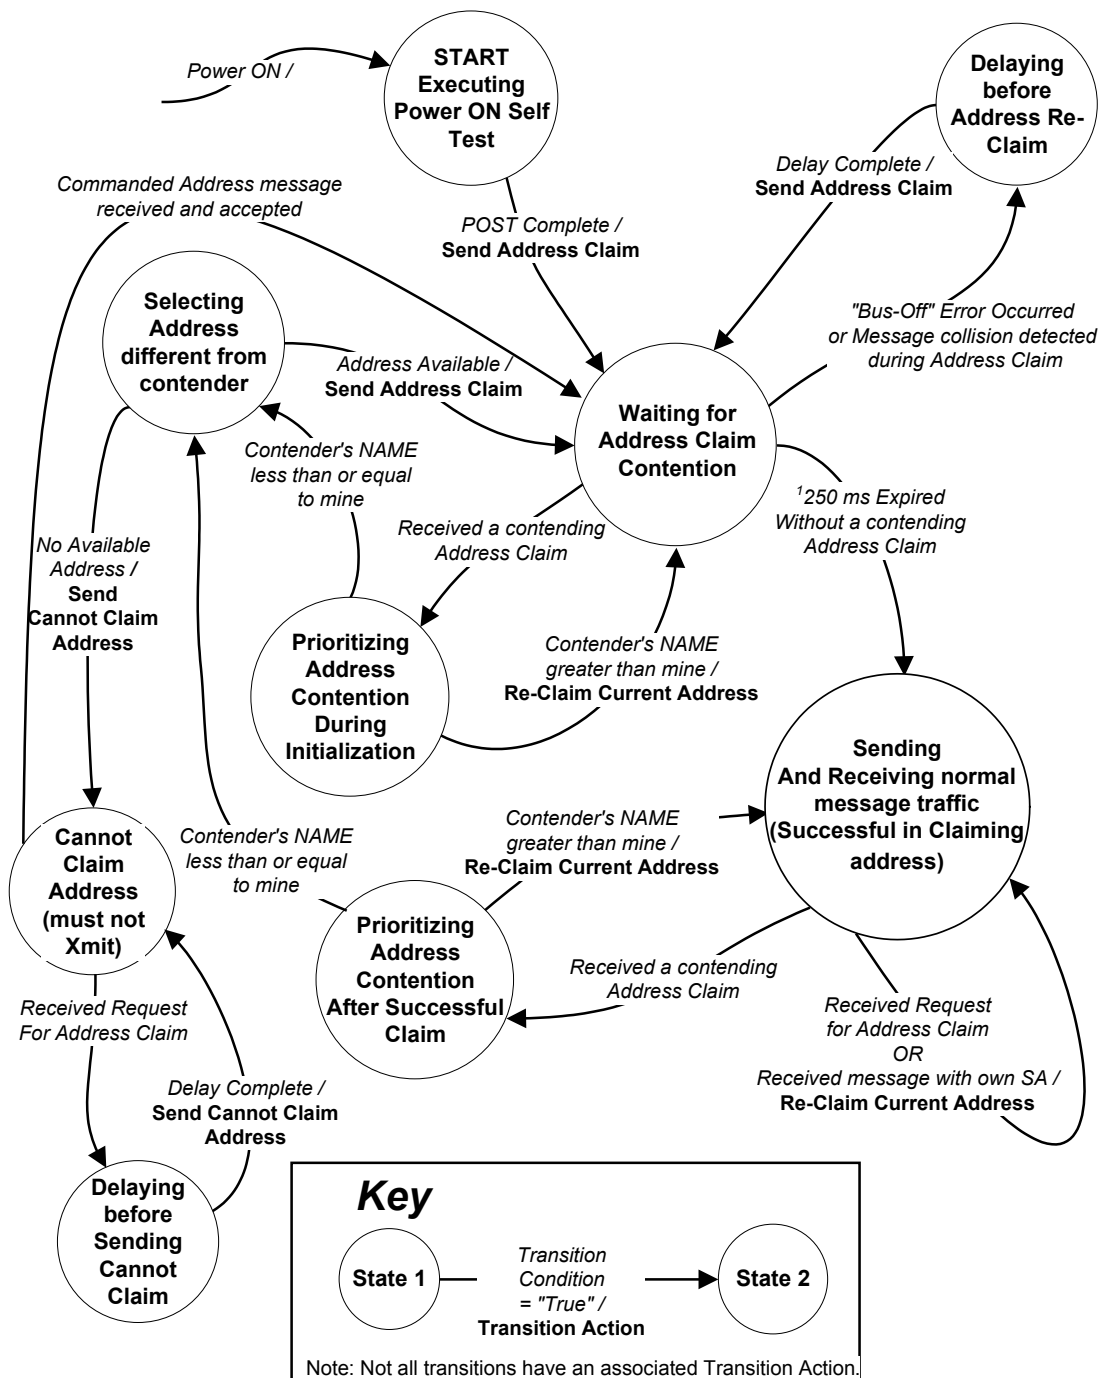 Power ON /
START
Executing
Power ON Self
Test
Delaying
before
Address Re-
Claim
Commanded Address message
received and accepted
POST Complete /
Send Address Claim
Delay Complete /
Send Address Claim
"Bus-Off" Error Occurred
or Message collision detected
during Address Claim
Selecting
Address
different from
contender
Address Available /
Send Address Claim
Waiting for
Address Claim
Contention
Contender's NAME
less than or equal
to mine
Received a contending
Address Claim
1250 ms Expired
Without a contending
Address Claim
No Available
Address /
Send
Cannot Claim
Address
Prioritizing
Address
Contention
During
Initialization
Contender's NAME
greater than mine /
Re-Claim Current Address
Sending
And Receiving normal
message traffic
(Successful in Claiming
address)
Cannot
Claim
Address
(must not
Xmit)
Contender's NAME
less than or equal
to mine
Contender's NAME
greater than mine /
Re-Claim Current Address
Prioritizing
Address
Contention
After Successful
Claim
Received a contending
Address Claim
Received Request
for Address Claim
OR
Received message with own SA /
Re-Claim Current Address
Received Request
For Address Claim
Delay Complete /
Send Cannot Claim
Address
Delaying
before
Sending
Cannot
Claim
Key
State 1
Transition
Condition
= "True" /
Transition Action
State 2
Note: Not all transitions have an associated Transition Action.